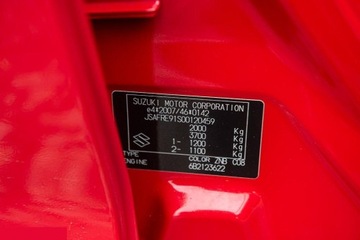 SUZUKI MOTOR CORPORATION
e4*2007/46*0142
JSAFRE91S00120459
2000 Kg
3700 Kg
1- 1200 Kg
2- 1100 Kg
TYPE COLOR ZNB C08
ENGINE 6B2123622